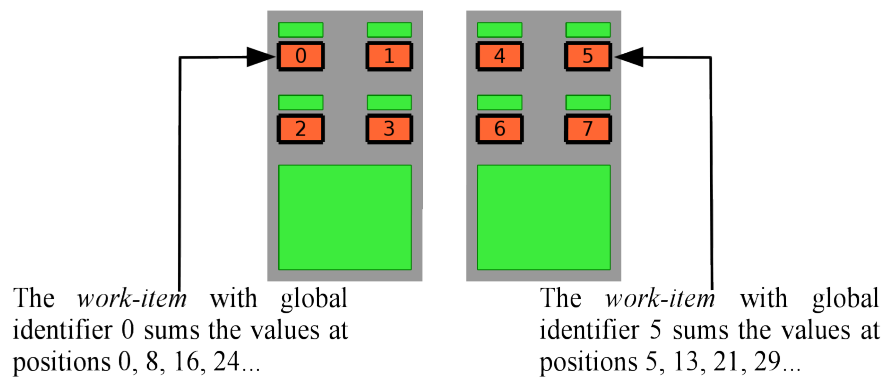 0 1 4 5
2 3 6 7
The work-item with global
identifier 0 sums the values at
positions 0, 8, 16, 24...
The work-item with global
identifier 5 sums the values at
positions 5, 13, 21, 29...